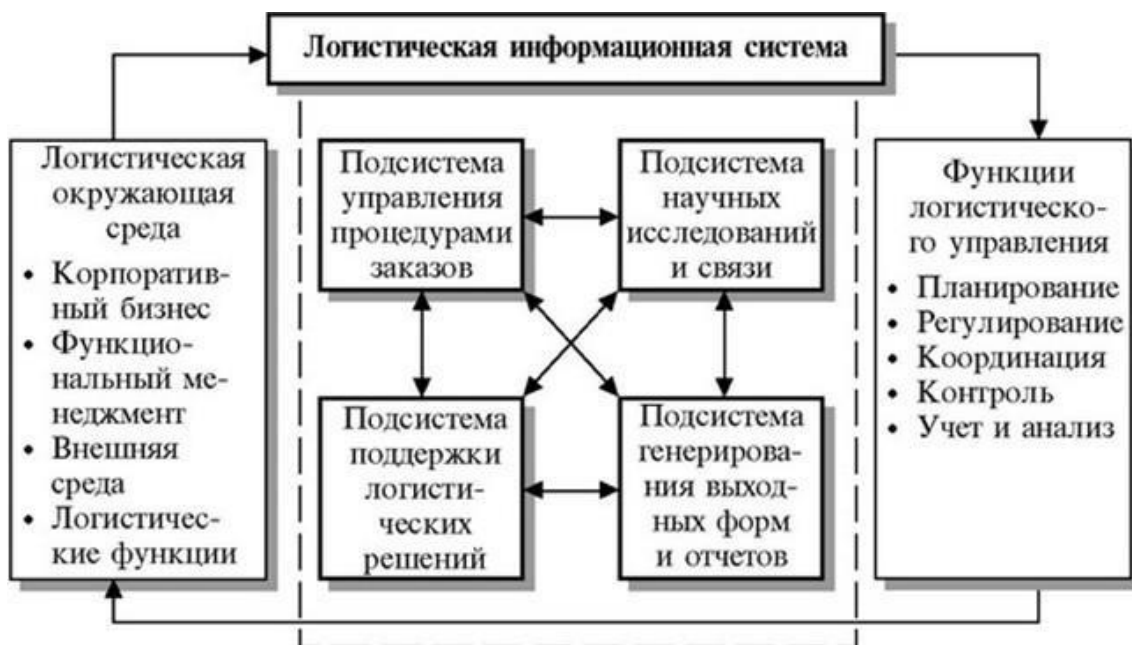 Логистическая информационная система
Логистическая
окружающая
среда
• Корпоратив-
ный бизнес
• Функцио-
нальный ме-
неджмент
• Внешняя
среда
• Логистичес-
кие функции
Подсистема
управления
процедурами
заказов
Подсистема
научных
исследований
и связи
Подсистема
поддержки
логисти-
ческих
решений
Подсистема
генерирова-
ния выход-
ных форм
и отчетов
Функции
логистическо-
го управления
• Планирование
• Регулирование
• Координация
• Контроль
• Учет и анализ